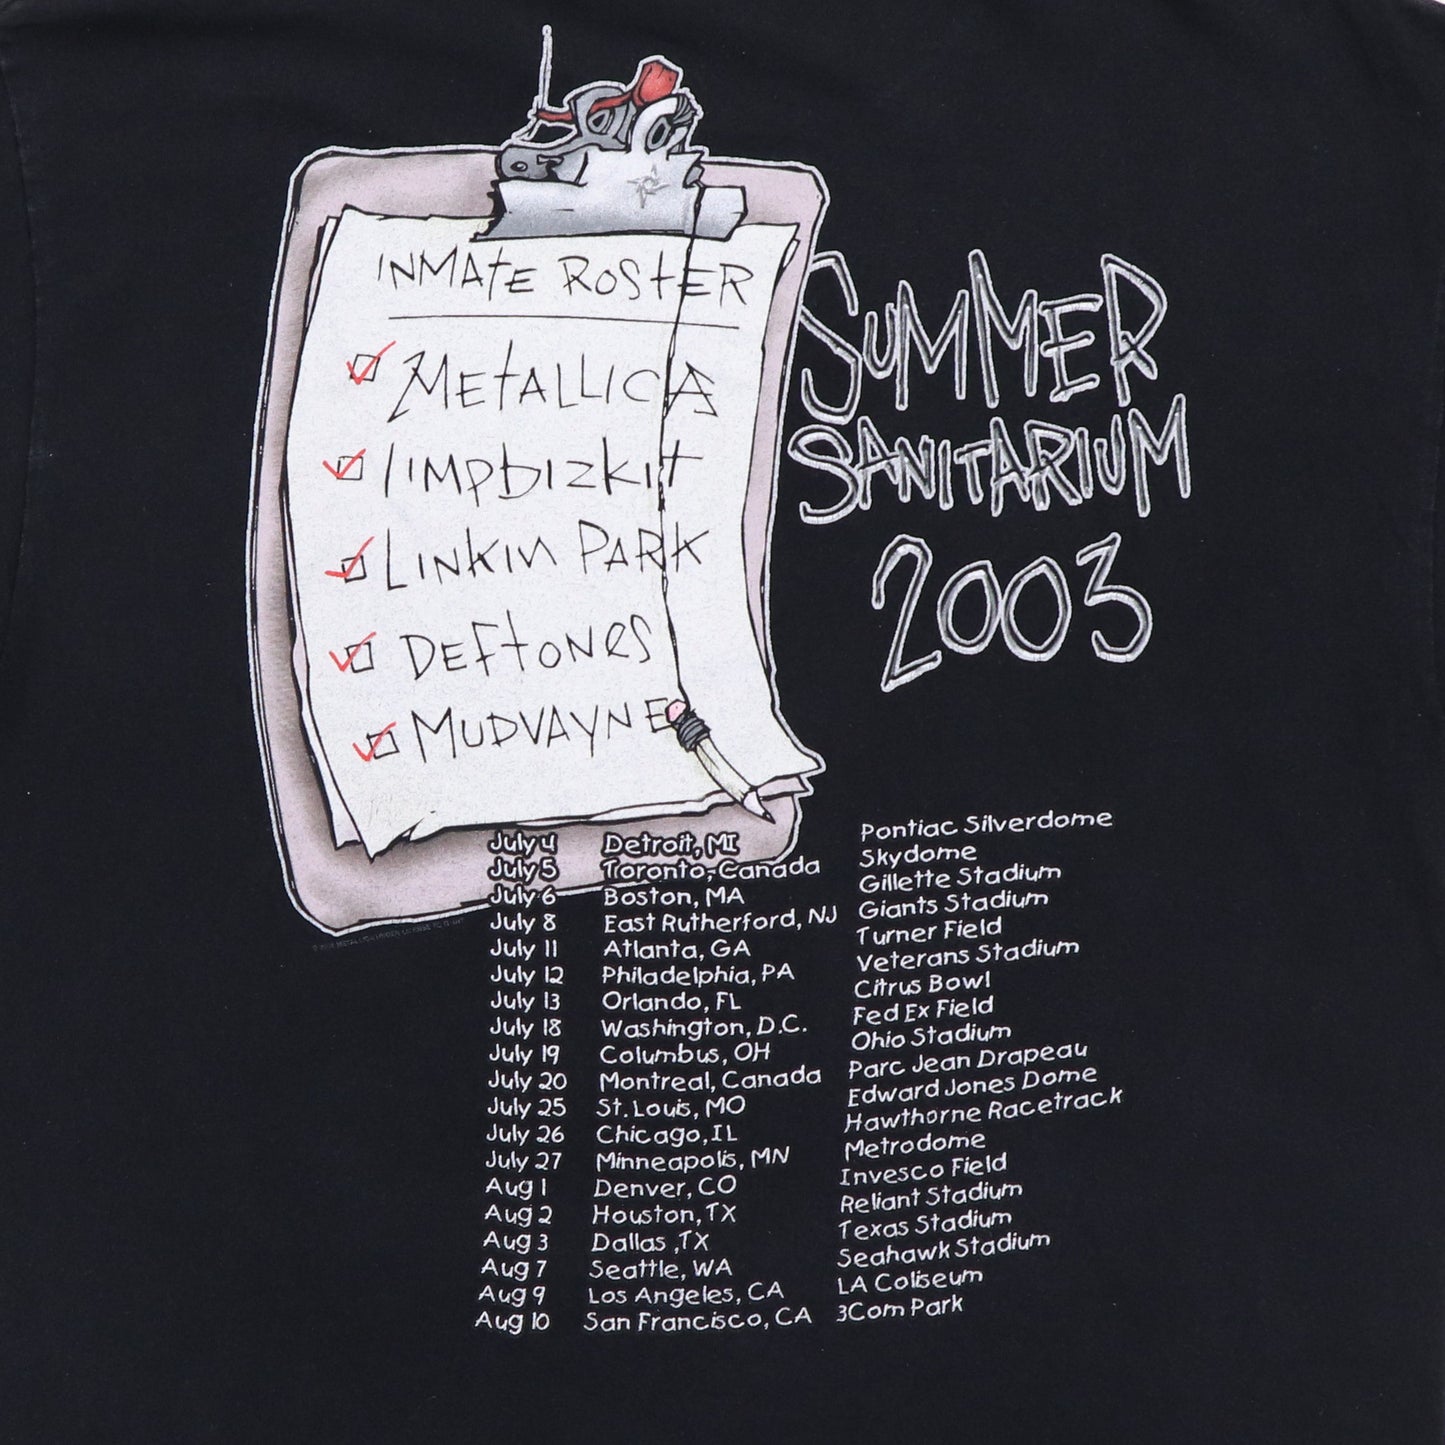 INMATE ROSTER
METALLICA
limpbizkit
LINKIN PARK
DEFTONES
MUDVAYNE
SUMMER
SANITARIUM
2003
July 4 Detroit, MI Pontiac Silverdome
July 5 Toronto, Canada Skydome
July 6 Boston, MA Gillette Stadium
July 8 East Rutherford, NJ Giants Stadium
July 11 Atlanta, GA Turner Field
July 12 Philadelphia, PA Veterans Stadium
July 13 Orlando, FL Citrus Bowl
July 18 Washington, D.C. Fed Ex Field
July 19 Columbus, OH Ohio Stadium
July 20 Montreal, Canada Parc Jean Drapeau
July 25 St. Louis, MO Edward Jones Dome
July 26 Chicago, IL Hawthorne Racetrack
July 27 Minneapolis, MN Metrodome
Aug 1 Denver, CO Invesco Field
Aug 2 Houston, TX Reliant Stadium
Aug 3 Dallas ,TX Texas Stadium
Aug 7 Seattle, WA Seahawk Stadium
Aug 9 Los Angeles, CA LA Coliseum
Aug 10 San Francisco, CA 3Com Park